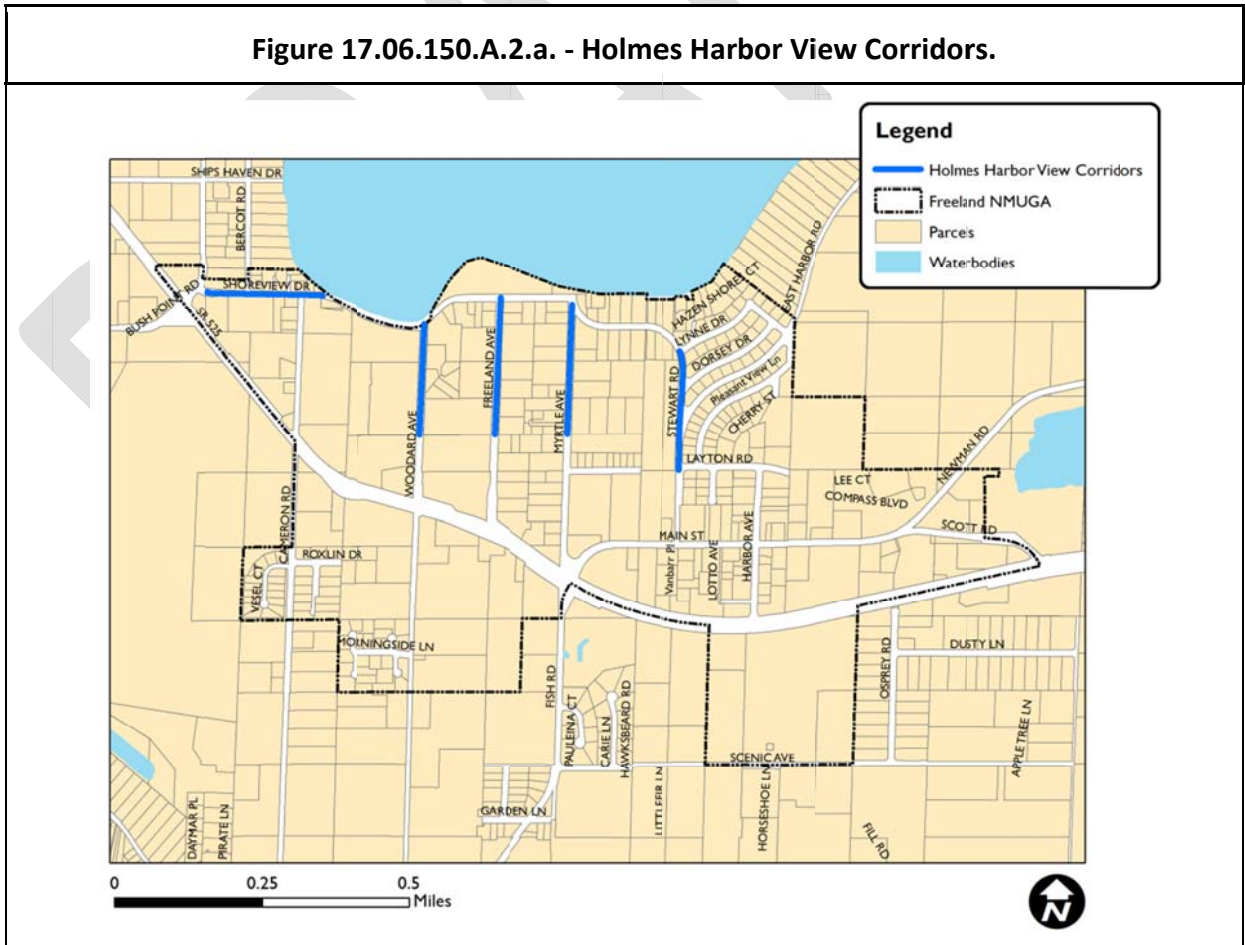 Figure 17.06.150.A.2.a. - Holmes Harbor View Corridors.
Legend
Holmes Harbor View Corridors
Freeland NMUGA
Parcels
Waterbodies
SHIPS HAVEN DR
BERCOT RD
SHOREVIEW DR
BUSH POINT RD
SR 525
EAST HARBOR RD
HAZEN SHORES CT
LYNNE DR
DORSEY DR
Pleasant View Ln
CHERRY ST
FREELAND AVE
MYRTLE AVE
STEWART RD
WOODARD AVE
LAYTON RD
NEWMAN RD
LEE CT
COMPASS BLVD
SCOTT RD
CAMERON RD
ROXLIN DR
VESEL CT
MAIN ST
Vanbarr Pl
LOTTO AVE
HARBOR AVE
MORNINGSIDE LN
FISH RD
PAULEINA CT
CARIE LN
HAWKSBEARD RD
OSPREY RD
DUSTY LN
APPLE TREE LN
SCENIC AVE
LITTLEFIR LN
HORSESHOE LN
GARDEN LN
FILL RD
DAYMAR PL
PIRATE LN
0 0.25 0.5
Miles
N